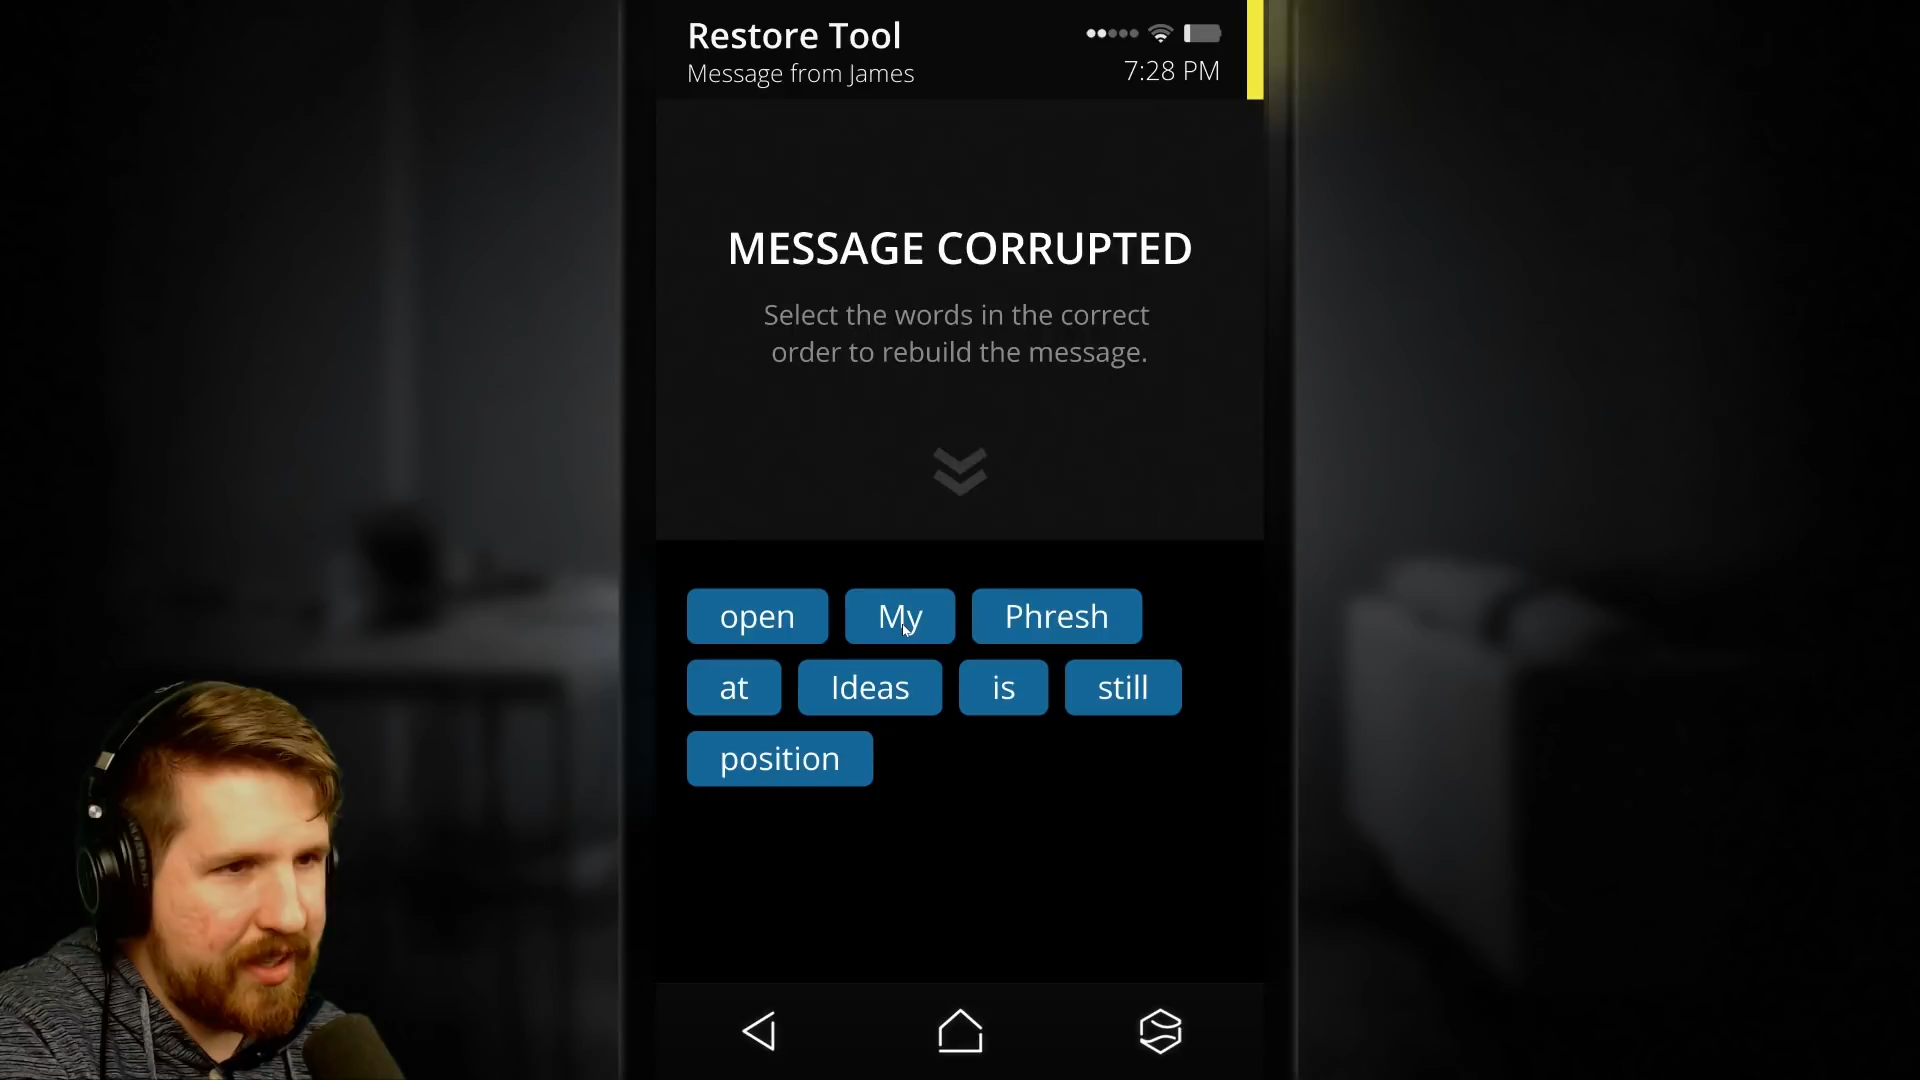 Restore Tool
Message from James
7:28 PM
MESSAGE CORRUPTED
Select the words in the correct
order to rebuild the message.
open My Phresh
at Ideas is still
position